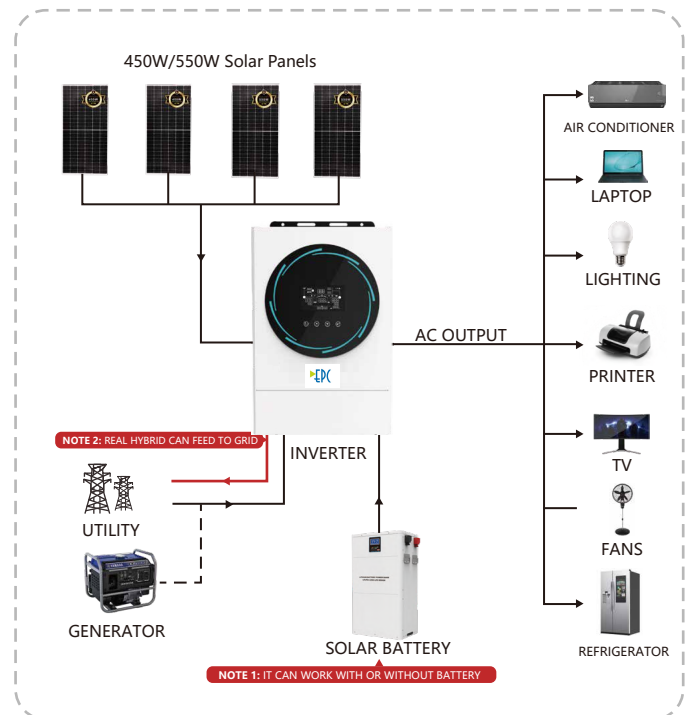 450W/550W Solar Panels
AIR CONDITIONER
LAPTOP
LIGHTING
AC OUTPUT
PRINTER
EPC
NOTE 2: REAL HYBRID CAN FEED TO GRID
INVERTER
TV
UTILITY
FANS
GENERATOR
SOLAR BATTERY
REFRIGERATOR
NOTE 1: IT CAN WORK WITH OR WITHOUT BATTERY